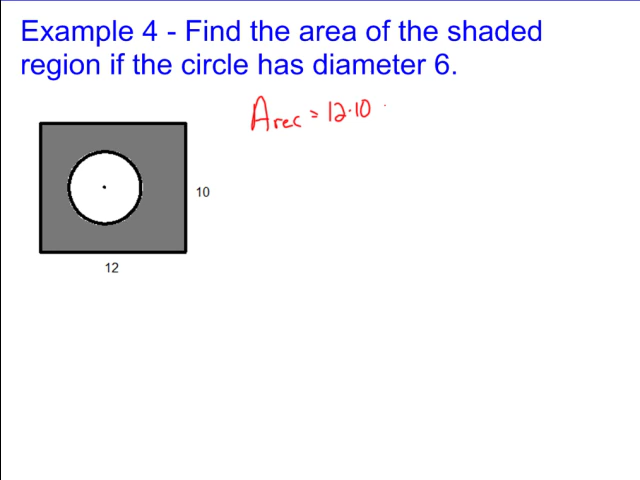 Example 4 - Find the area of the shaded
region if the circle has diameter 6.
Arec = 12·10
10
12